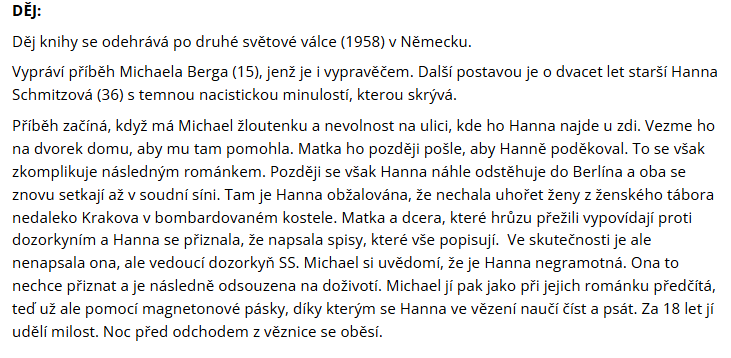 DĚJ:
Děj knihy se odehrává po druhé světové válce (1958) v Německu.
Vypráví příběh Michaela Berga (15), jenž je i vypravěčem. Další postavou je o dvacet let starší Hanna
Schmitzová (36) s temnou nacistickou minulostí, kterou skrývá.
Příběh začíná, když má Michael žloutenku a nevolnost na ulici, kde ho Hanna najde u zdi. Vezme ho
na dvorek domu, aby mu tam pomohla. Matka ho později pošle, aby Hanně poděkoval. To se však
zkomplikuje následným románkem. Později se však Hanna náhle odstěhuje do Berlína a oba se
znovu setkají až v soudní síni. Tam je Hanna obžalována, že nechala uhořet ženy z ženského tábora
nedaleko Krakova v bombardovaném kostele. Matka a dcera, které hrůzu přežili vypovídají proti
dozorkyním a Hanna se přiznala, že napsala spisy, které vše popisují.  Ve skutečnosti je ale
nenapsala ona, ale vedoucí dozorkyň SS. Michael si uvědomí, že je Hanna negramotná. Ona to
nechce přiznat a je následně odsouzena na doživotí. Michael jí pak jako při jejich románku předčítá,
teď už ale pomocí magnetonové pásky, díky kterým se Hanna ve vězení naučí číst a psát. Za 18 let jí
udělí milost. Noc před odchodem z věznice se oběsí.